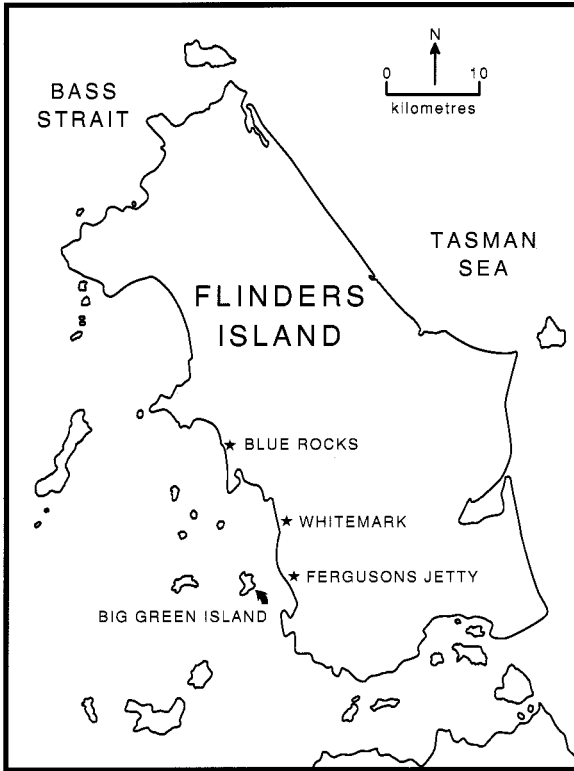 BASS
STRAIT
N
0 10
kilometres
TASMAN
SEA
FLINDERS
ISLAND
BLUE ROCKS
WHITEMARK
FERGUSONS JETTY
BIG GREEN ISLAND